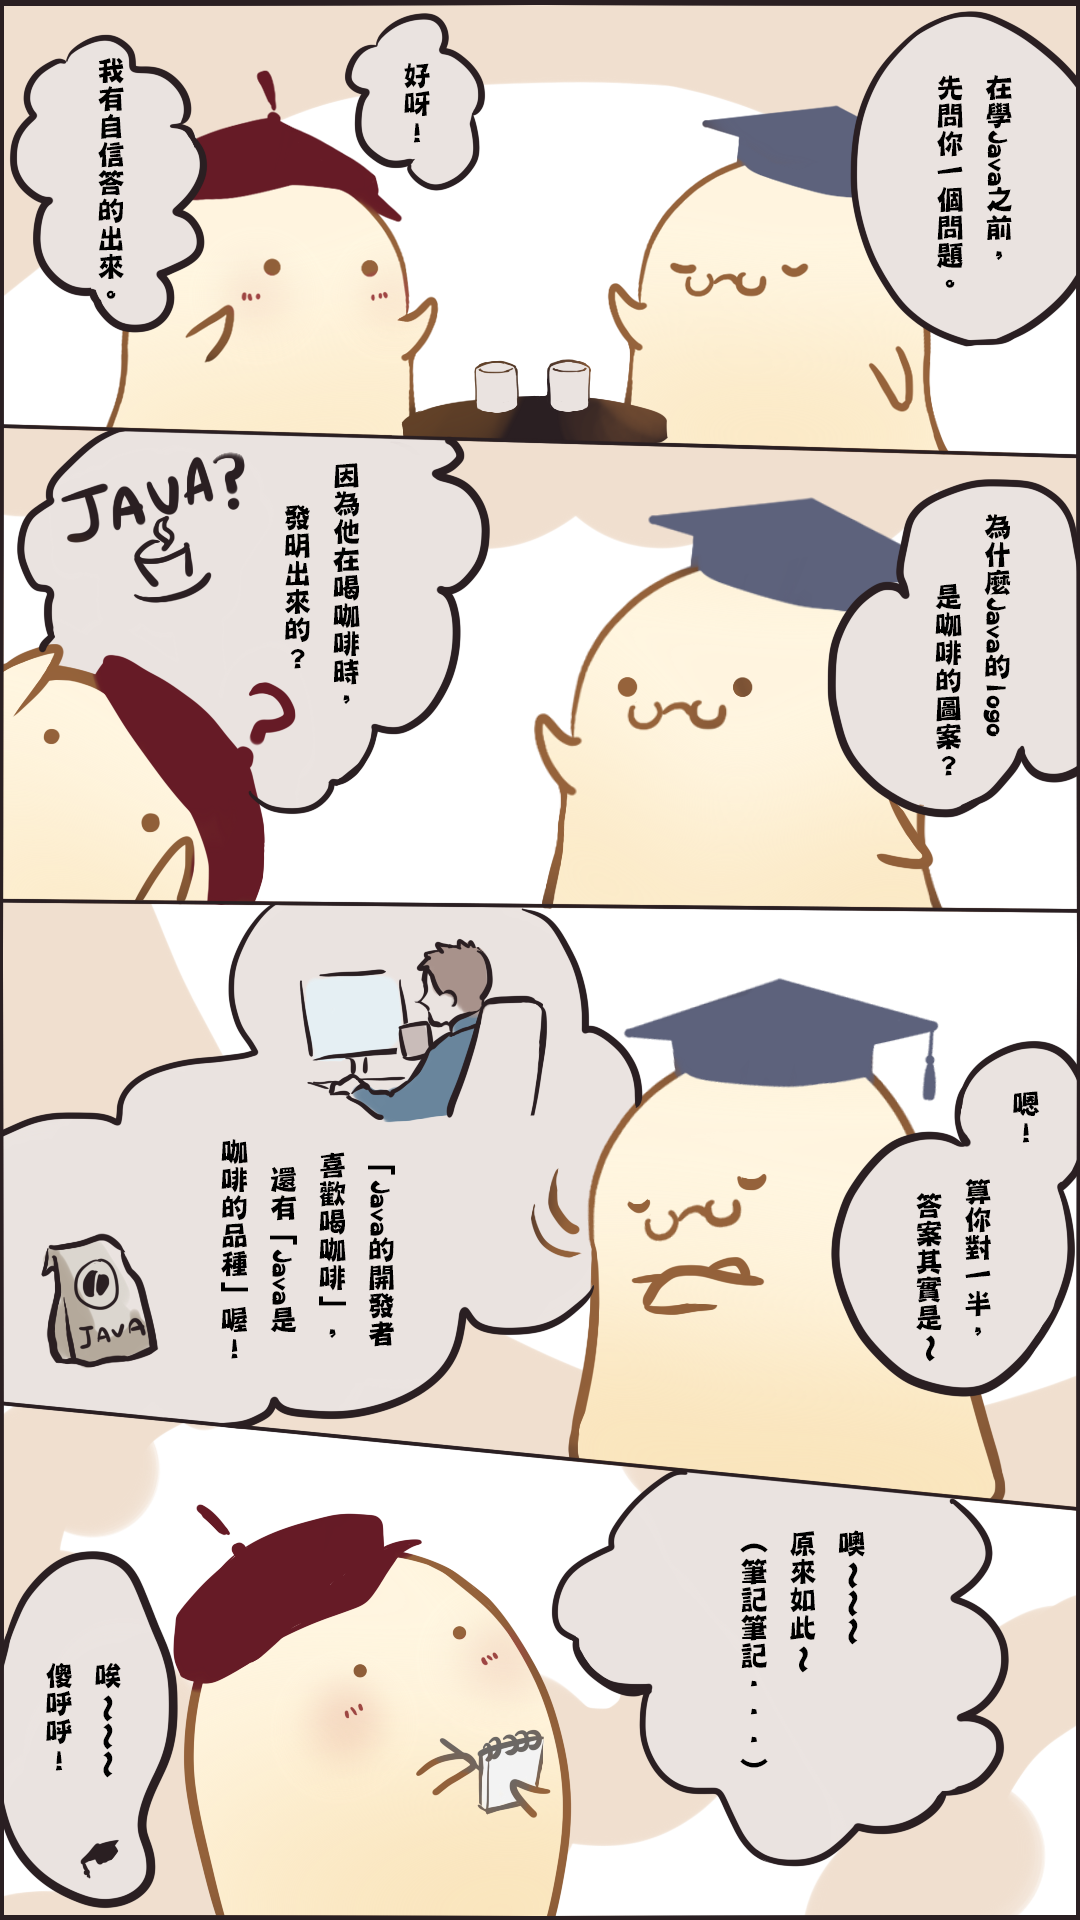 在學Java之前，
先問你一個問題。
好呀！
我有自信答的出來。
為什麼Java的logo
是咖啡的圖案？
因為他在喝咖啡時，
發明出來的？
JAVA?
嗯！
算你對一半，
答案其實是～
「Java的開發者
喜歡喝咖啡」，
還有「Java是
咖啡的品種」喔！
JAVA
噢～～～
原來如此～
（筆記筆記...）
唉～～～
傻呼呼！